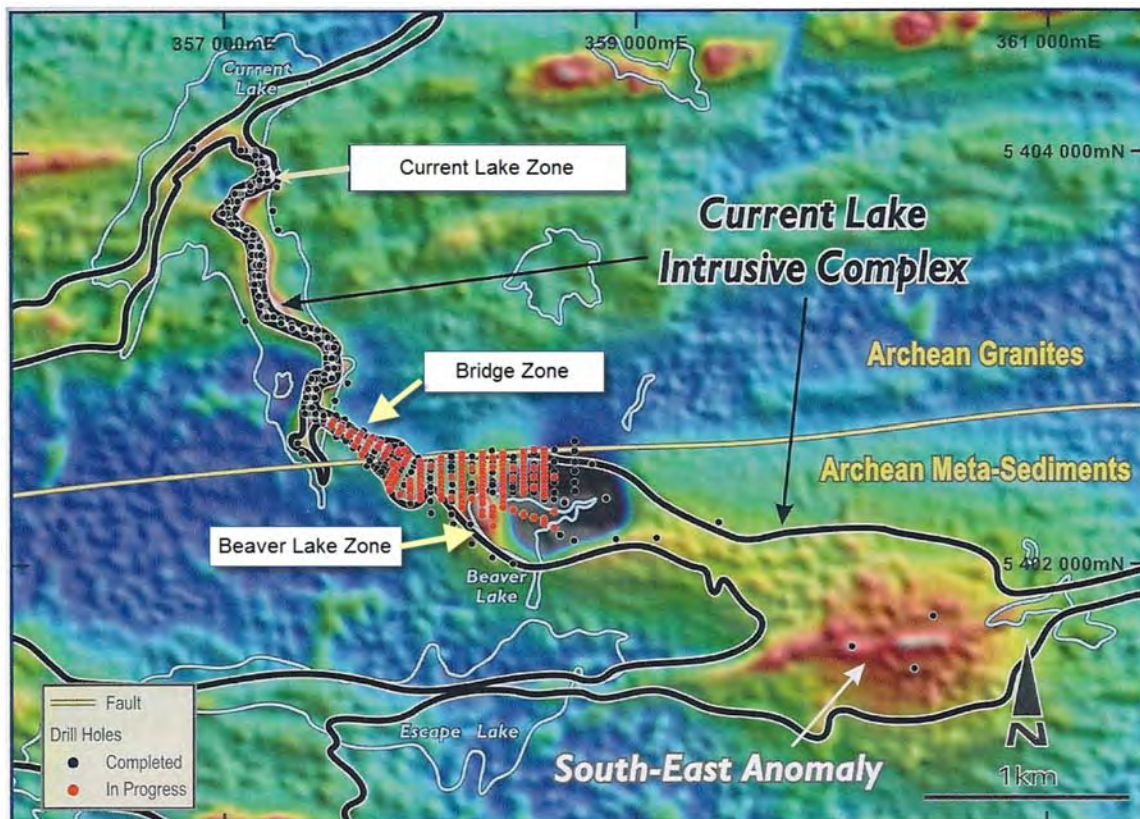 357 000mE
359 000mE
361 000mE
Current
Lake
5 404 000mN
Current Lake Zone
Current Lake
Intrusive Complex
Archean Granites
Bridge Zone
Archean Meta-Sediments
Beaver Lake Zone
5 402 000mN
Beaver
Lake
Fault
Drill Holes
Completed
In Progress
Escape Lake
South-East Anomaly
N
1km